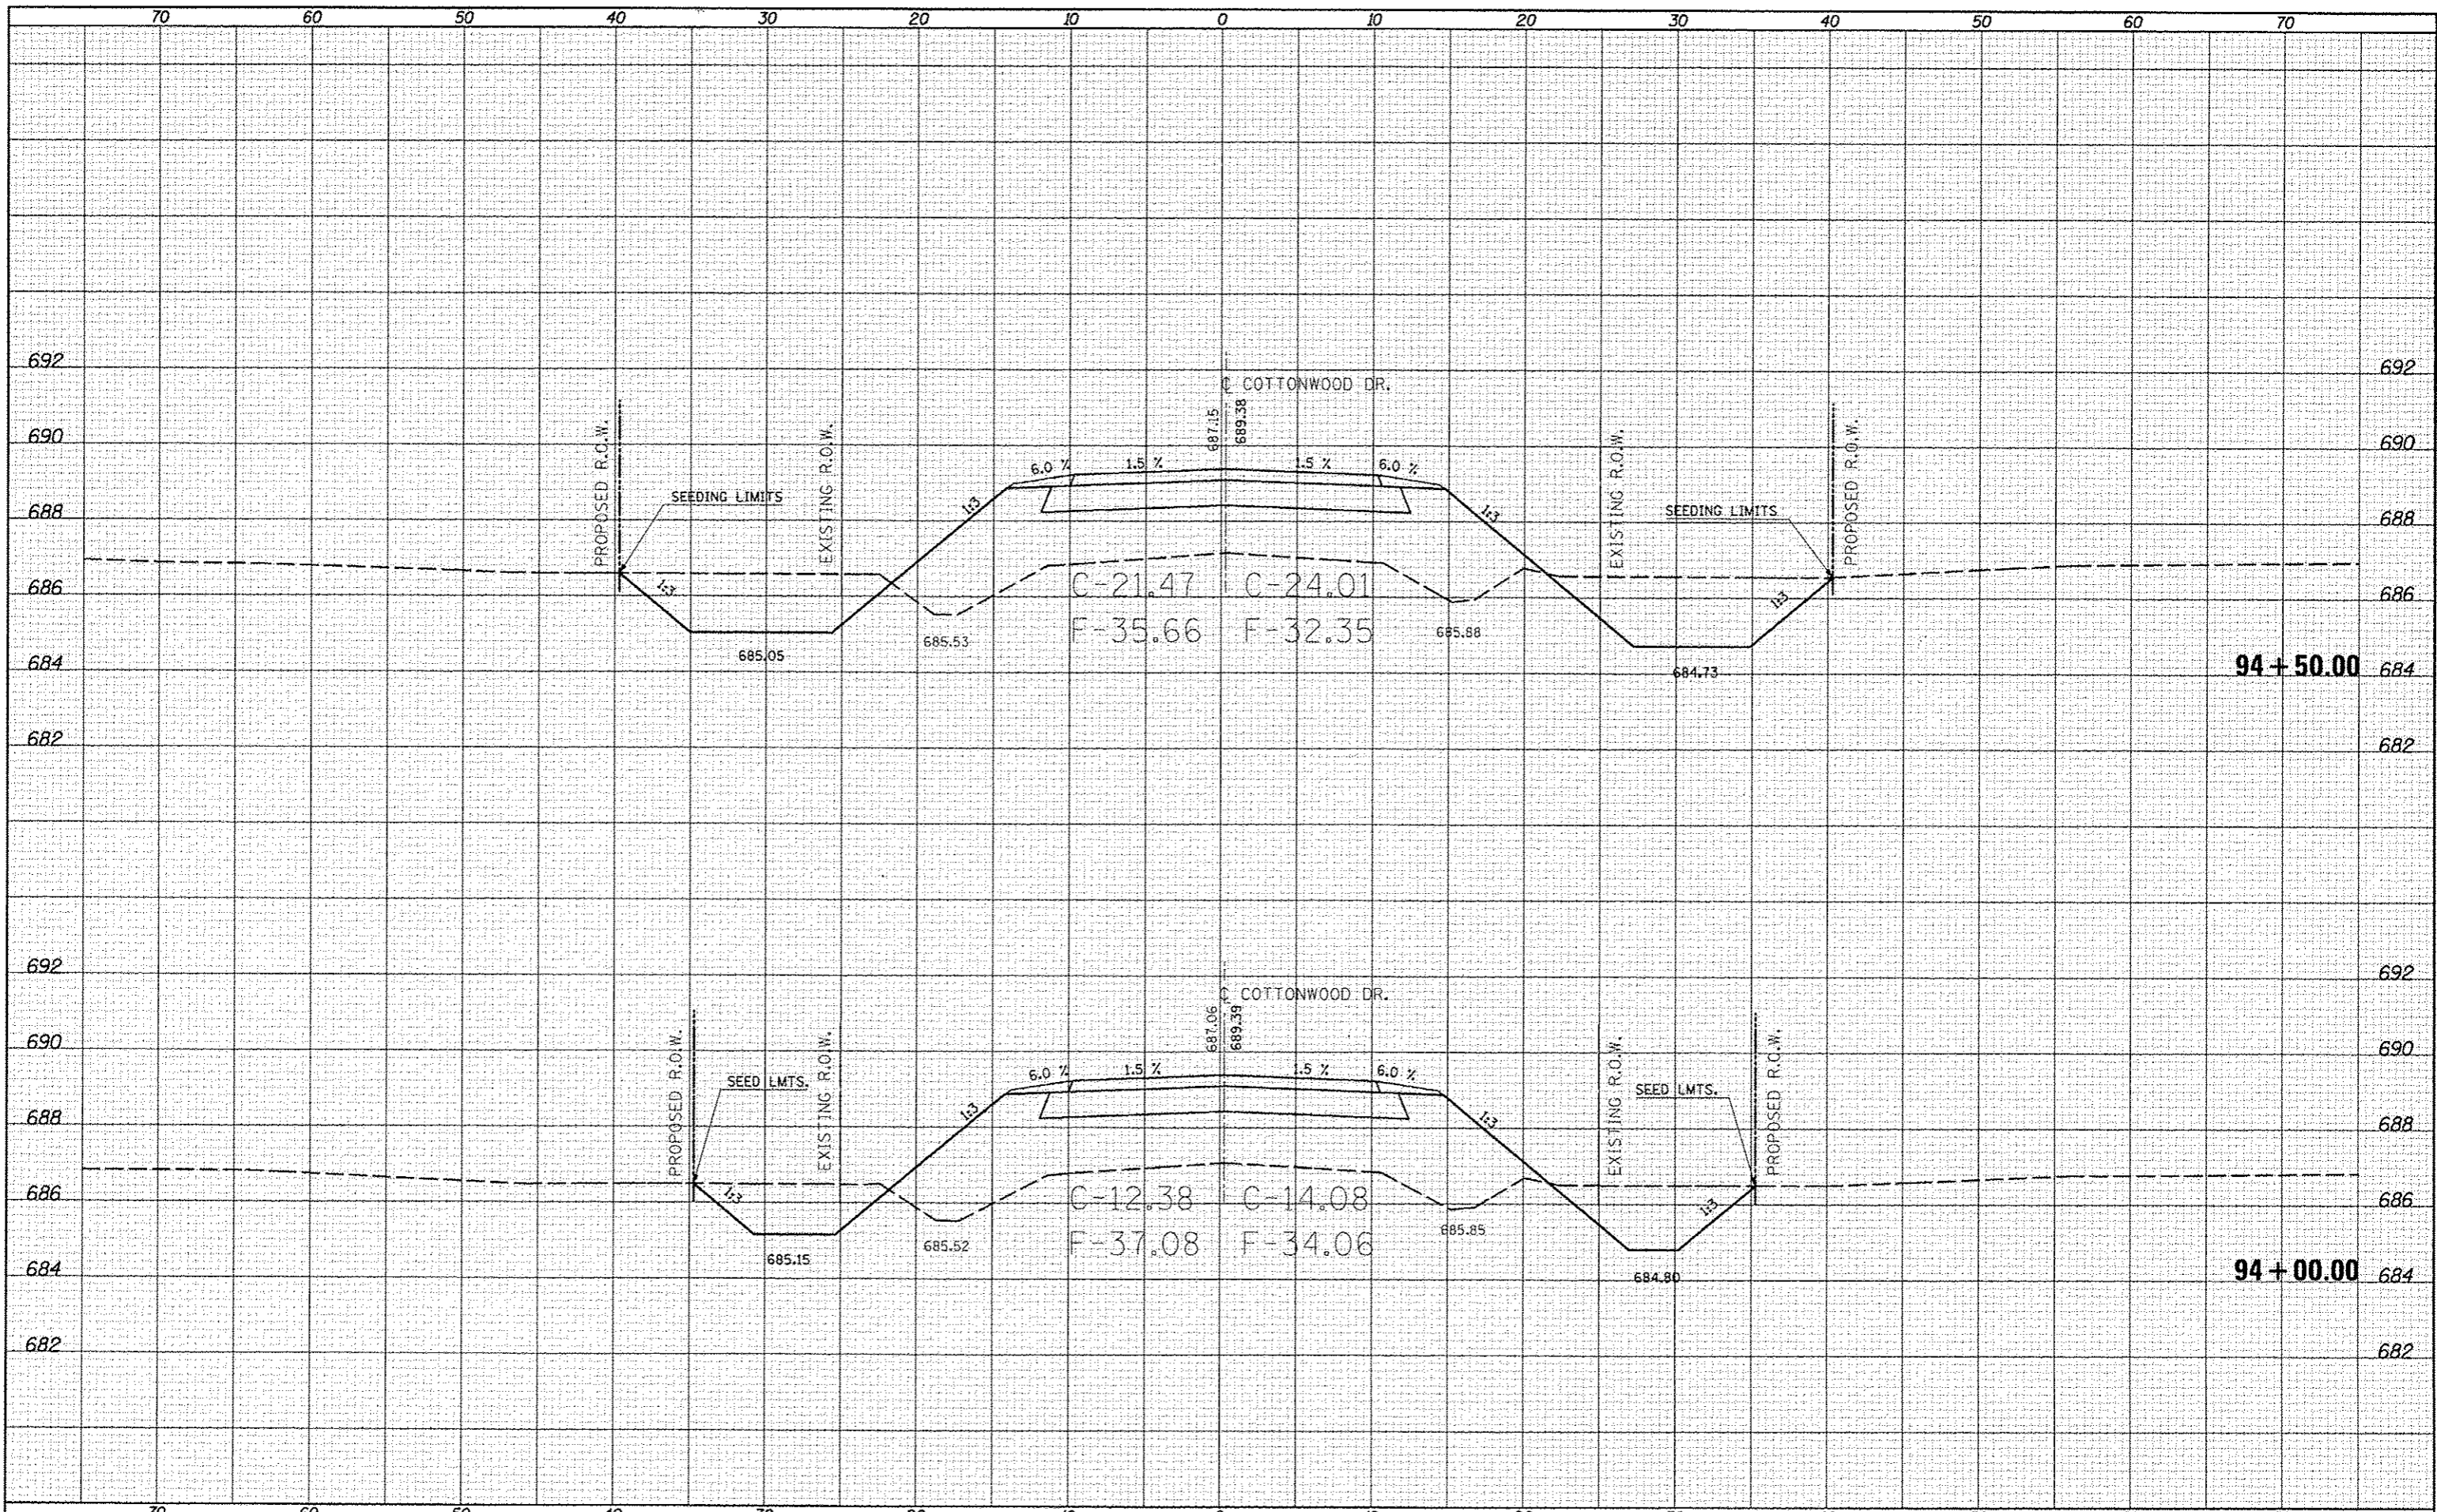 70 60 50 40 30 20 10 0 10 20 30 40 50 60 70
692 692
℄ COTTONWOOD DR.
687.15
689.38
690 690
PROPOSED R.O.W.
EXISTING R.O.W.
EXISTING R.O.W.
PROPOSED R.O.W.
6.0 % 1.5 % 1.5 % 6.0 %
SEEDING LIMITS
SEEDING LIMITS
1:3 1:3
688 688
1:3 1:3
686 686
C-21.47 C-24.01
F-35.66 F-32.35
685.53 685.88
685.05
684.73
684 94+50.00 684
682 682
692 692
℄ COTTONWOOD DR.
687.06
689.39
690 690
PROPOSED R.O.W.
EXISTING R.O.W.
EXISTING R.O.W.
PROPOSED R.O.W.
6.0 % 1.5 % 1.5 % 6.0 %
SEED LMTS.
SEED LMTS.
1:3 1:3
688 688
1:3 1:3
686 686
C-12.38 C-14.08
F-37.08 F-34.06
685.52 685.85
685.15
684.80
684 94+00.00 684
682 682